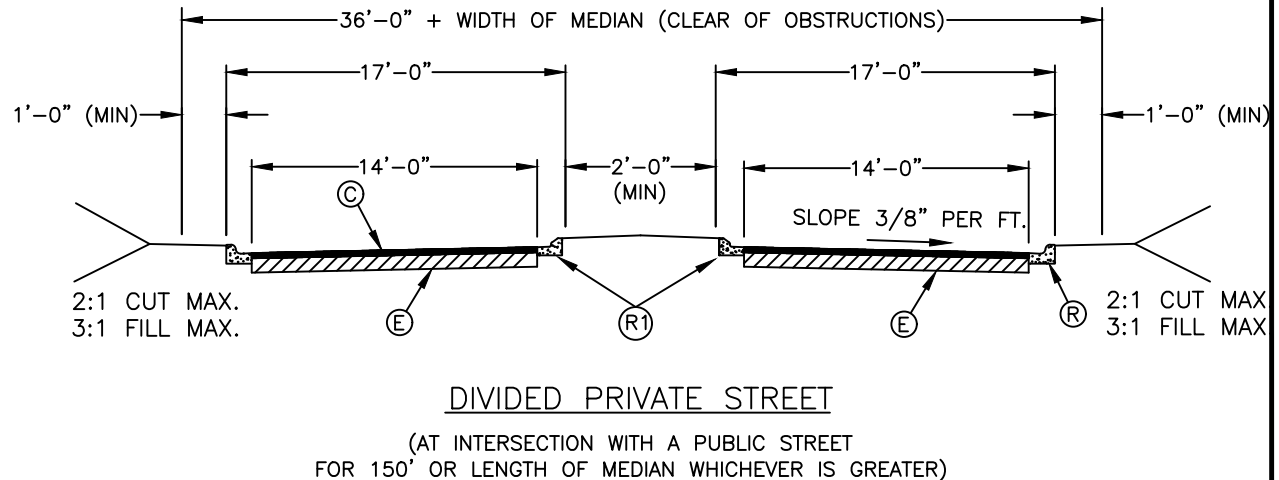 36'-0" + WIDTH OF MEDIAN (CLEAR OF OBSTRUCTIONS)
17'-0"
17'-0"
1'-0" (MIN)
1'-0" (MIN)
14'-0"
2'-0"
(MIN)
14'-0"
C
SLOPE 3/8" PER FT.
2:1 CUT MAX.
3:1 FILL MAX.
E
R1
E
R
2:1 CUT MAX
3:1 FILL MAX
DIVIDED PRIVATE STREET
(AT INTERSECTION WITH A PUBLIC STREET
FOR 150' OR LENGTH OF MEDIAN WHICHEVER IS GREATER)